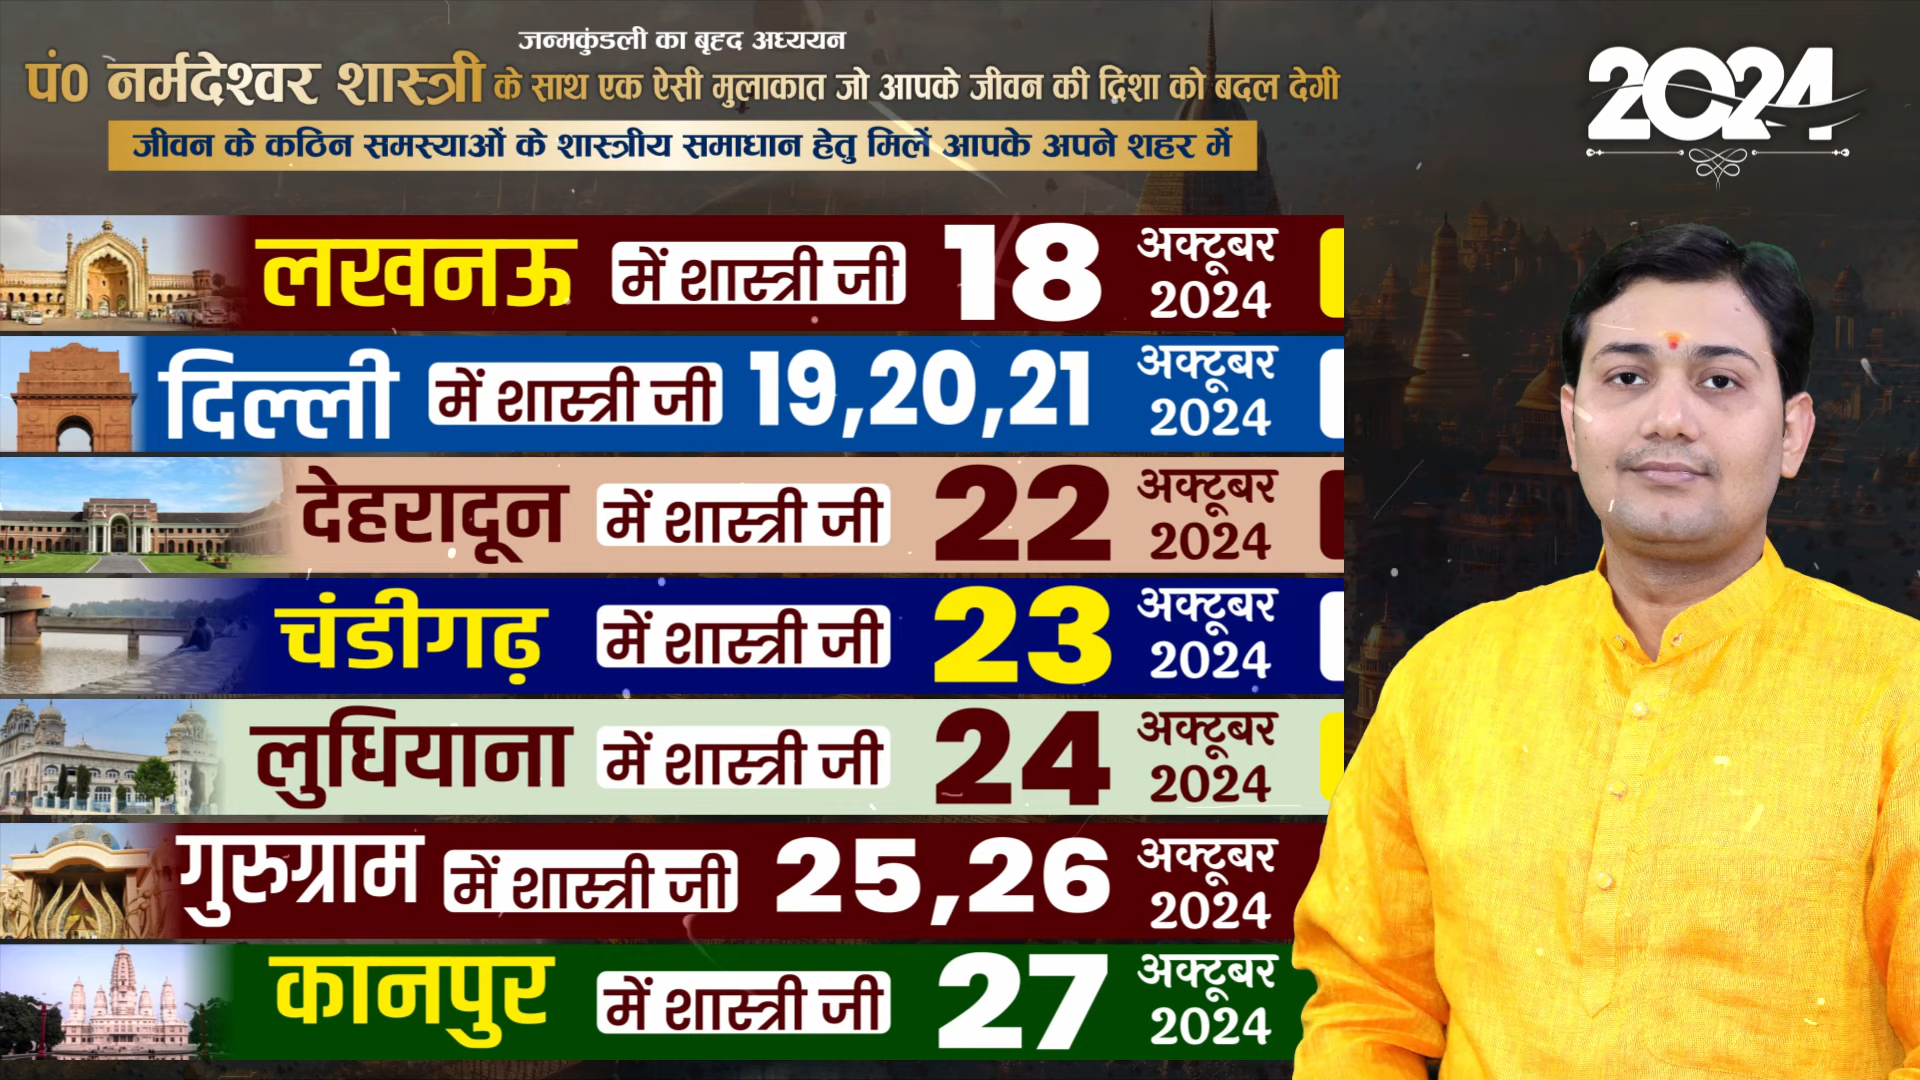 जन्मकुंडली का बृहद अध्ययन
पं० नर्मदेश्वर शास्त्री के साथ एक ऐसी मुलाकात जो आपके जीवन की दिशा को बदल देगी
जीवन के कठिन समस्याओं के शास्त्रीय समाधान हेतु मिलें आपके अपने शहर में
2024
लखनऊ में शास्त्री जी 18 अक्टूबर 2024
दिल्ली में शास्त्री जी 19,20,21 अक्टूबर 2024
देहरादून में शास्त्री जी 22 अक्टूबर 2024
चंडीगढ़ में शास्त्री जी 23 अक्टूबर 2024
लुधियाना में शास्त्री जी 24 अक्टूबर 2024
गुरुग्राम में शास्त्री जी 25,26 अक्टूबर 2024
कानपुर में शास्त्री जी 27 अक्टूबर 2024